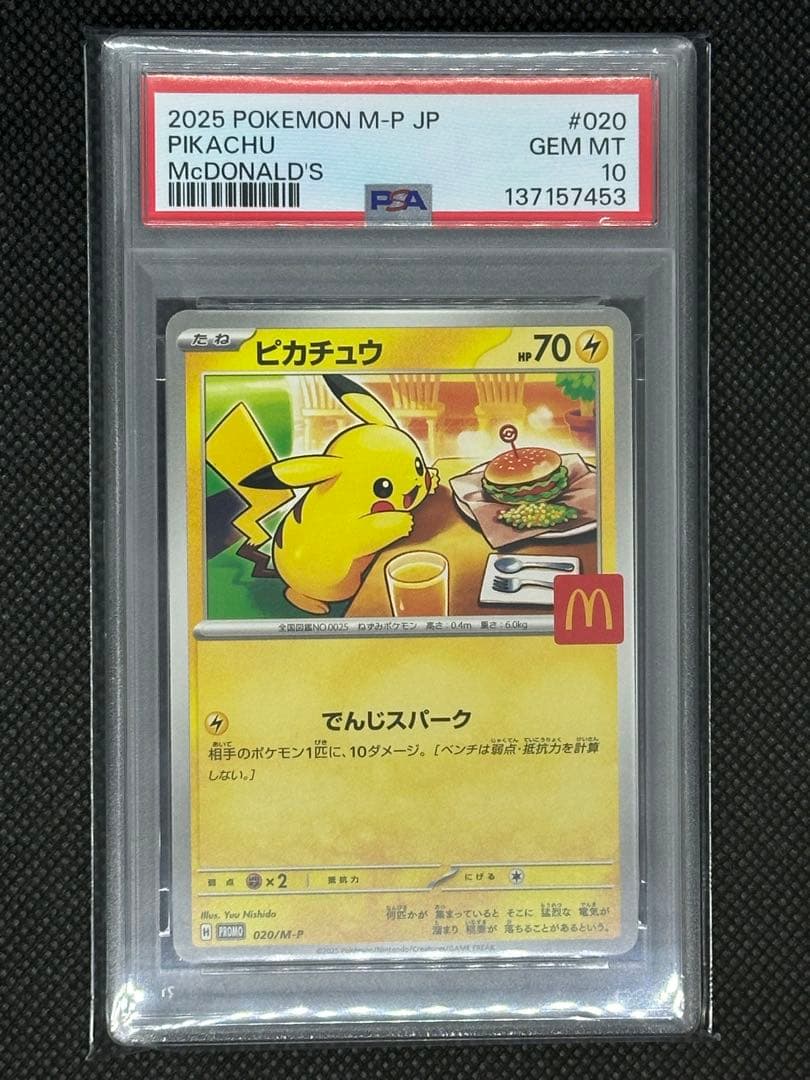 2025 POKEMON M-P JP #020
PIKACHU GEM MT
McDONALD'S 10
PSA 137157453
たね ピカチュウ HP70
全国図鑑NO.0025 ねずみポケモン 高さ:0.4m 重さ:6.0kg
M
でんじスパーク
相手のポケモン1匹に、10ダメージ。[ベンチは弱点・抵抗力を計算
しない。]
弱点 ×2 抵抗力 にげる
Illus. Yuu Nishido
何匹かが 集まっていると そこに 猛烈な 電気が
溜まり 稲妻が 落ちることがあるという。
H PROMO 020/M-P
©2025 Pokémon/Nintendo/Creatures/GAME FREAK